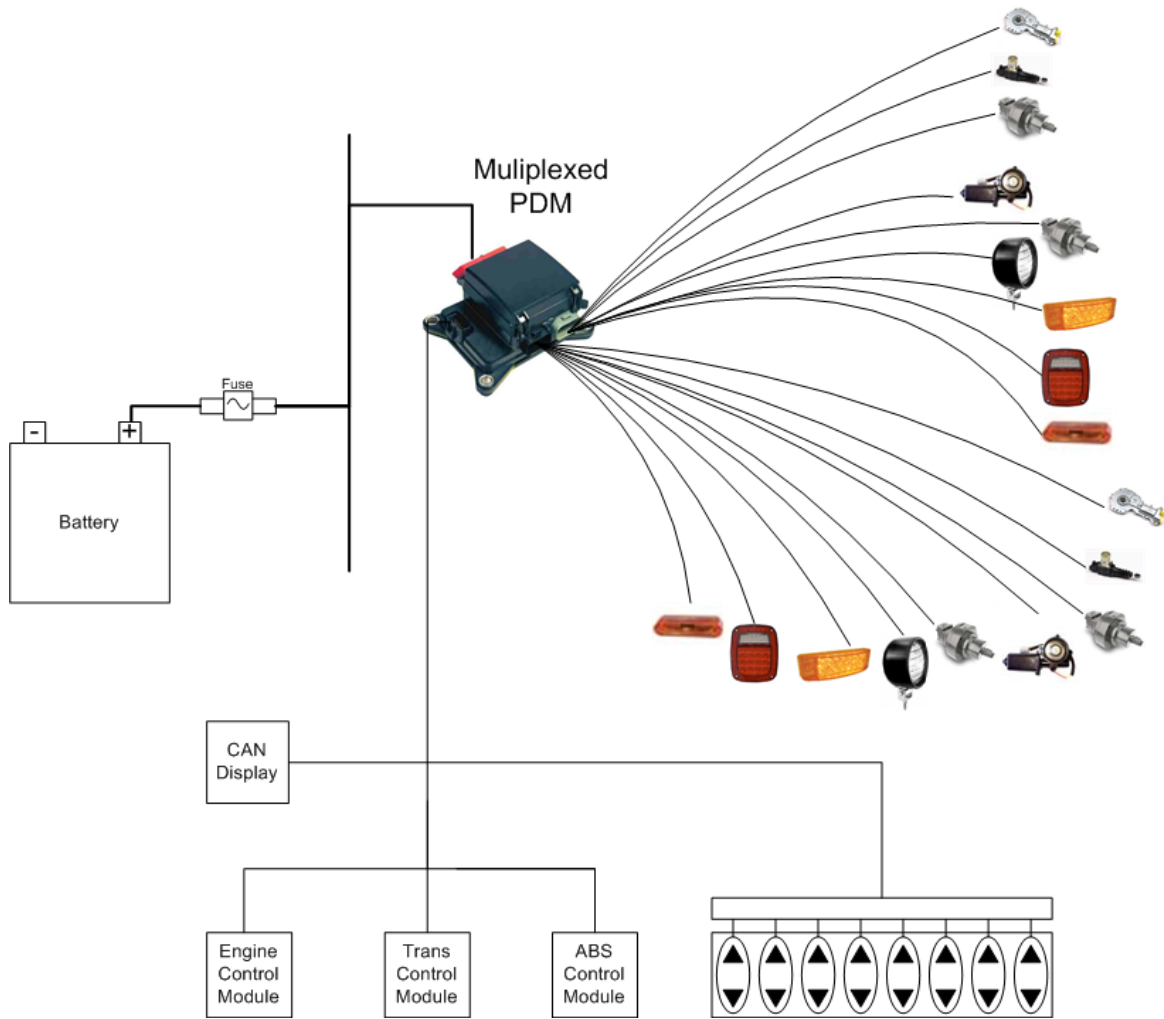 Muliplexed
PDM
Fuse
- +
Battery
CAN
Display
Engine
Control
Module
Trans
Control
Module
ABS
Control
Module